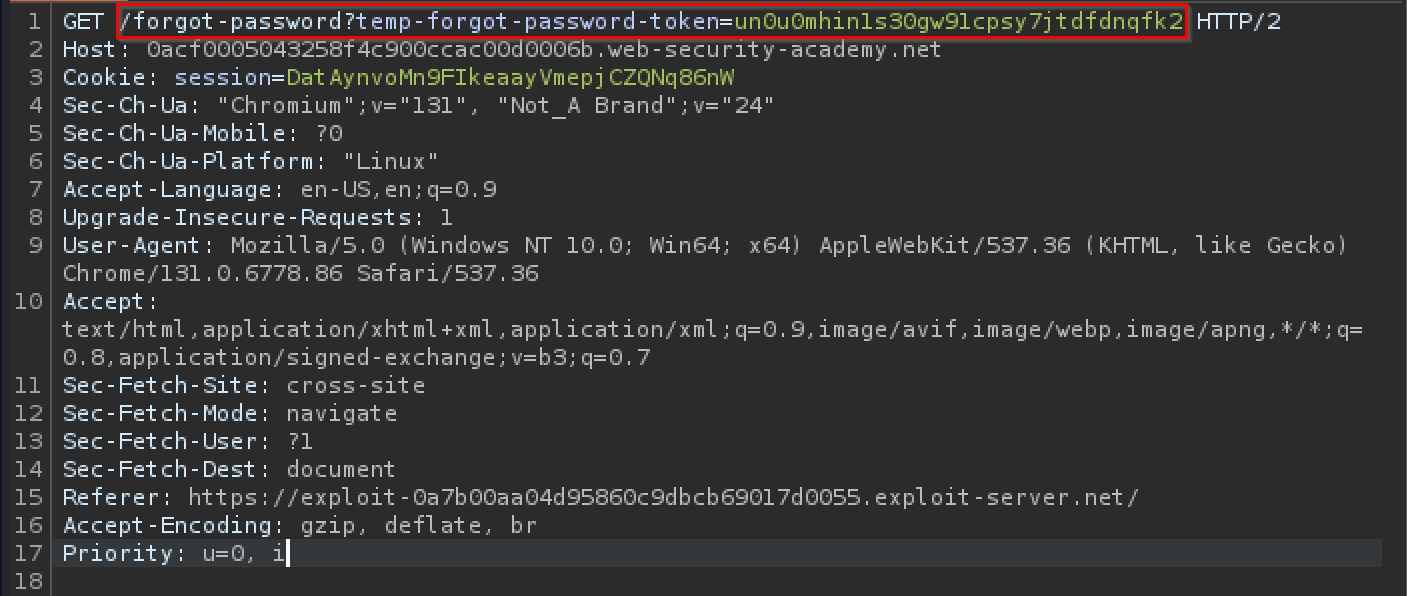 1 GET /forgot-password?temp-forgot-password-token=un0u0mhin1s30gw9lcpsy7jtdfdnqfk2 HTTP/2
2 Host: 0acf0005043258f4c900ccac00d0006b.web-security-academy.net
3 Cookie: session=DatAynvoMn9FIkeaayVmepjCZQNq86nW
4 Sec-Ch-Ua: "Chromium";v="131", "Not_A Brand";v="24"
5 Sec-Ch-Ua-Mobile: ?0
6 Sec-Ch-Ua-Platform: "Linux"
7 Accept-Language: en-US,en;q=0.9
8 Upgrade-Insecure-Requests: 1
9 User-Agent: Mozilla/5.0 (Windows NT 10.0; Win64; x64) AppleWebKit/537.36 (KHTML, like Gecko)
Chrome/131.0.6778.86 Safari/537.36
10 Accept:
text/html,application/xhtml+xml,application/xml;q=0.9,image/avif,image/webp,image/apng,*/*;q=
0.8,application/signed-exchange;v=b3;q=0.7
11 Sec-Fetch-Site: cross-site
12 Sec-Fetch-Mode: navigate
13 Sec-Fetch-User: ?1
14 Sec-Fetch-Dest: document
15 Referer: https://exploit-0a7b00aa04d95860c9dbcb69017d0055.exploit-server.net/
16 Accept-Encoding: gzip, deflate, br
17 Priority: u=0, i
18